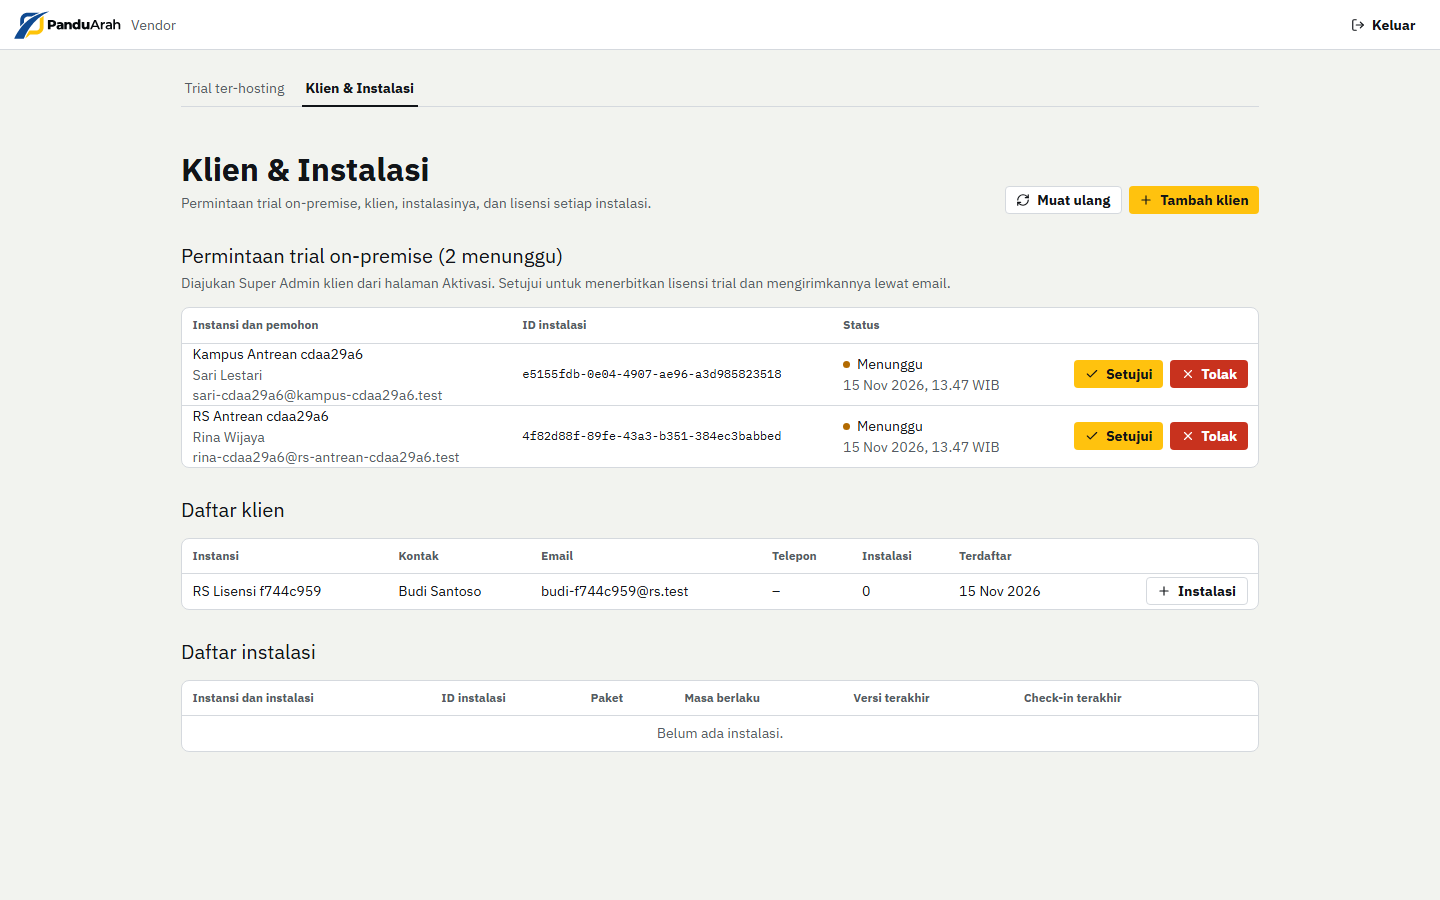 PanduArah Vendor
Keluar
Trial ter-hosting
Klien & Instalasi
Klien & Instalasi
Permintaan trial on-premise, klien, instalasinya, dan lisensi setiap instalasi.
Muat ulang
Tambah klien
Permintaan trial on-premise (2 menunggu)
Diajukan Super Admin klien dari halaman Aktivasi. Setujui untuk menerbitkan lisensi trial dan mengirimkannya lewat email.
Instansi dan pemohon ID instalasi Status
Kampus Antrean cdaa29a6
Sari Lestari
sari-cdaa29a6@kampus-cdaa29a6.test
e5155fdb-0e04-4907-ae96-a3d985823518
Menunggu
15 Nov 2026, 13.47 WIB
Setujui Tolak
RS Antrean cdaa29a6
Rina Wijaya
rina-cdaa29a6@rs-antrean-cdaa29a6.test
4f82d88f-89fe-43a3-b351-384ec3babbed
Menunggu
15 Nov 2026, 13.47 WIB
Setujui Tolak
Daftar klien
Instansi Kontak Email Telepon Instalasi Terdaftar
RS Lisensi f744c959 Budi Santoso budi-f744c959@rs.test – 0 15 Nov 2026 Instalasi
Daftar instalasi
Instansi dan instalasi ID instalasi Paket Masa berlaku Versi terakhir Check-in terakhir
Belum ada instalasi.